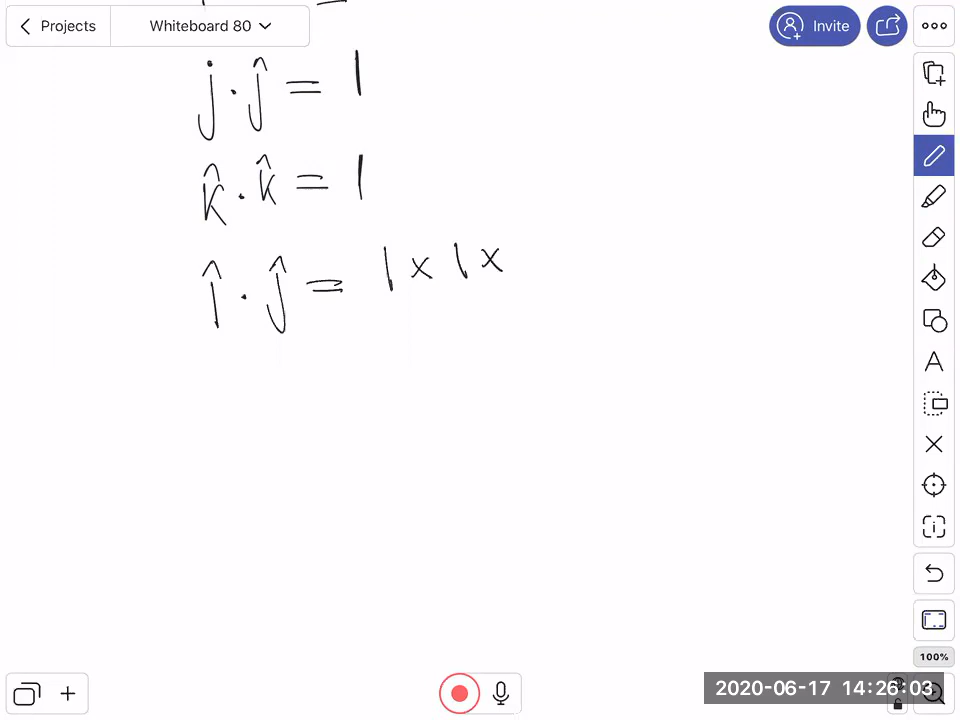 Projects
Whiteboard 80
Invite
j · ĵ = 1
k̂ · k̂ = 1
î · ĵ = 1 × 1 ×
A
100%
2020-06-17 14:26:03